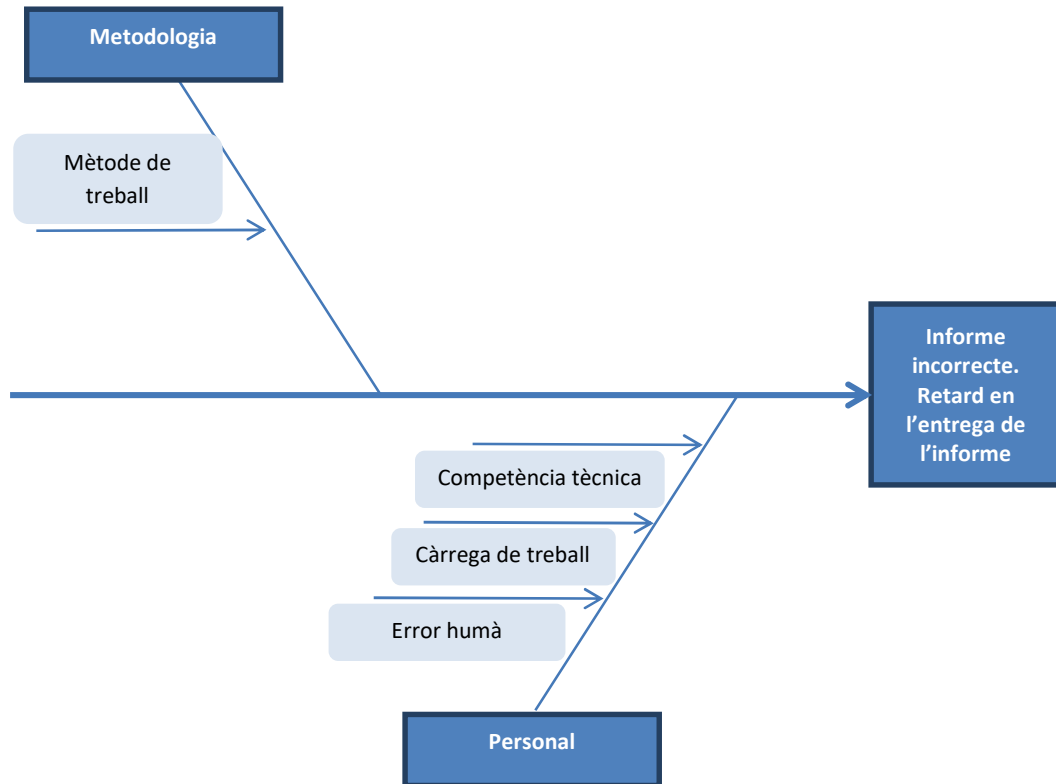 Metodologia
Mètode de
treball
Informe
incorrecte.
Retard en
l’entrega de
l’informe
Competència tècnica
Càrrega de treball
Error humà
Personal